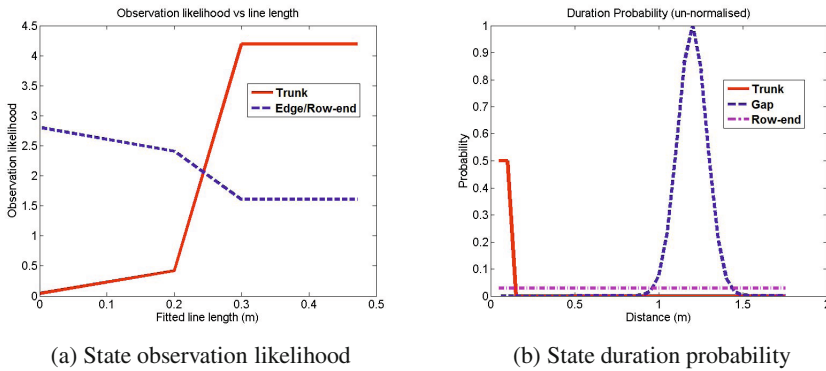 Observation likelihood vs line length
4.5
4
3.5
3
2.5
2
1.5
1
0.5
0
Observation likelihood
Trunk
Edge/Row-end
0 0.1 0.2 0.3 0.4 0.5
Fitted line length (m)
(a) State observation likelihood
Duration Probability (un-normalised)
1
0.9
0.8
0.7
0.6
0.5
0.4
0.3
0.2
0.1
0
Probability
Trunk
Gap
Row-end
0 0.5 1 1.5 2
Distance (m)
(b) State duration probability